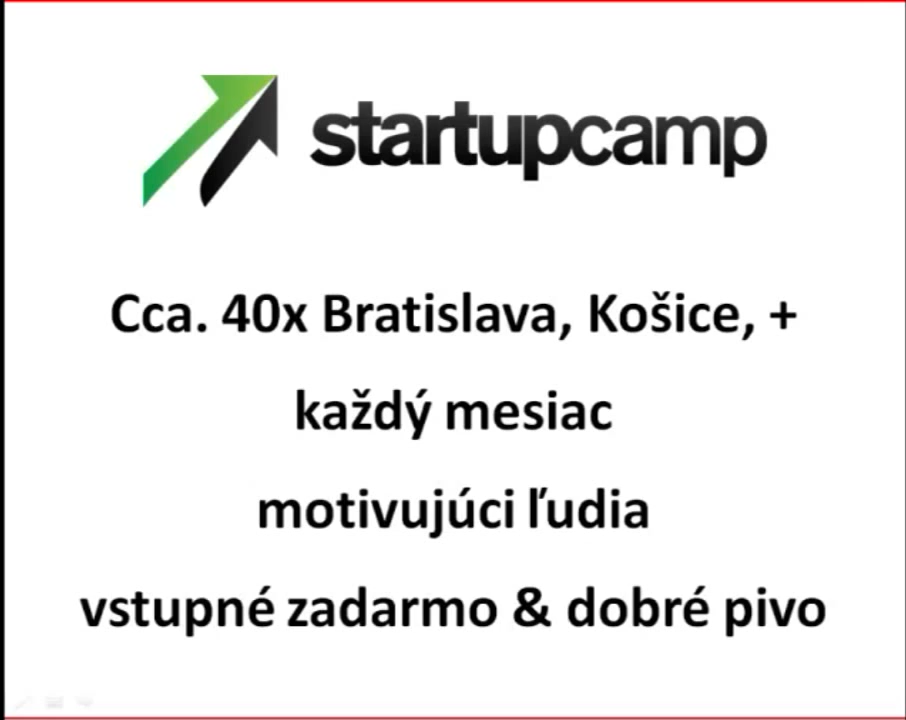 startupcamp
Cca. 40x Bratislava, Košice, +
každý mesiac
motivujúci ľudia
vstupné zadarmo & dobré pivo